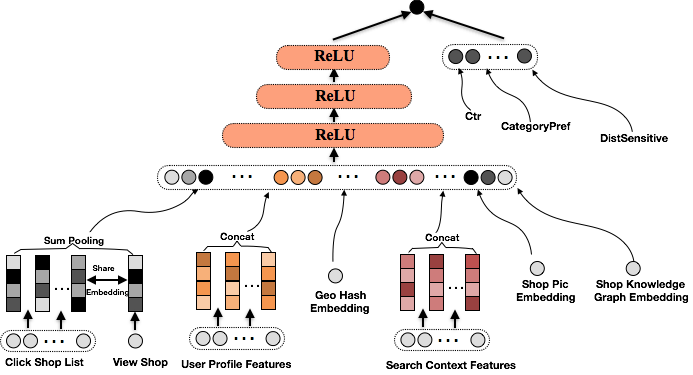 ReLU
ReLU
ReLU
Ctr
CategoryPref
DistSensitive
...
...
...
...
Sum Pooling
Share
Embedding
...
Concat
...
Geo Hash
Embedding
Concat
...
Shop Pic
Embedding
Shop Knowledge
Graph Embedding
...
Click Shop List
View Shop
...
User Profile Features
...
Search Context Features